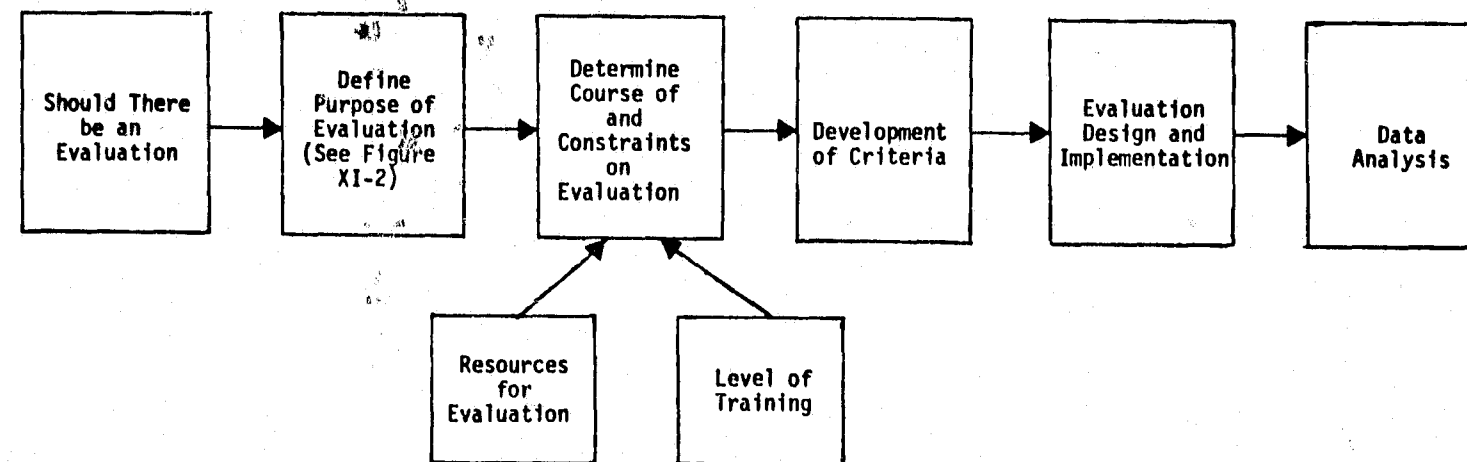 Should There
be an
Evaluation
Define
Purpose of
Evaluation
(See Figure
XI-2)
Determine
Course of
and
Constraints
on
Evaluation
Development
of Criteria
Evaluation
Design and
Implementation
Data
Analysis
Resources
for
Evaluation
Level of
Training